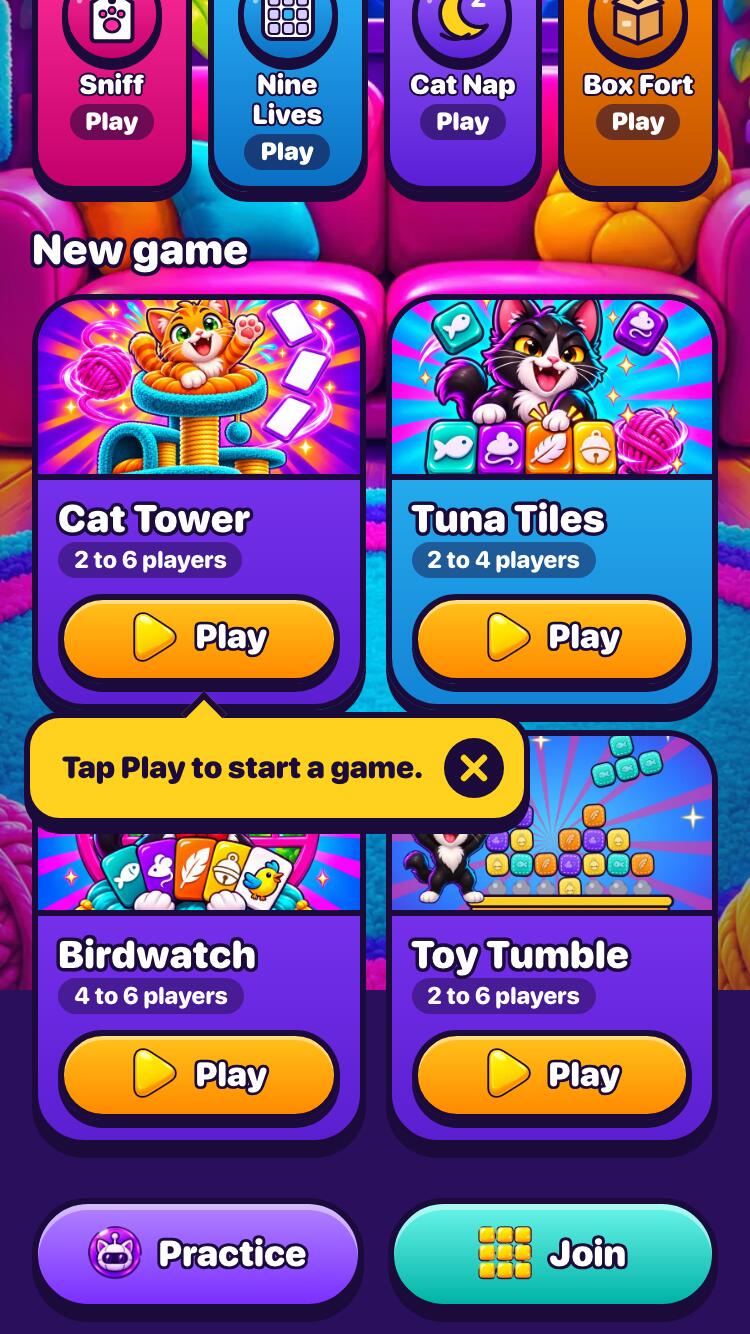 Sniff
Play
Nine
Lives
Play
Cat Nap
Play
Box Fort
Play
New game
Cat Tower
2 to 6 players
Play
Tuna Tiles
2 to 4 players
Play
Tap Play to start a game.
Birdwatch
4 to 6 players
Play
Toy Tumble
2 to 6 players
Play
Practice
Join